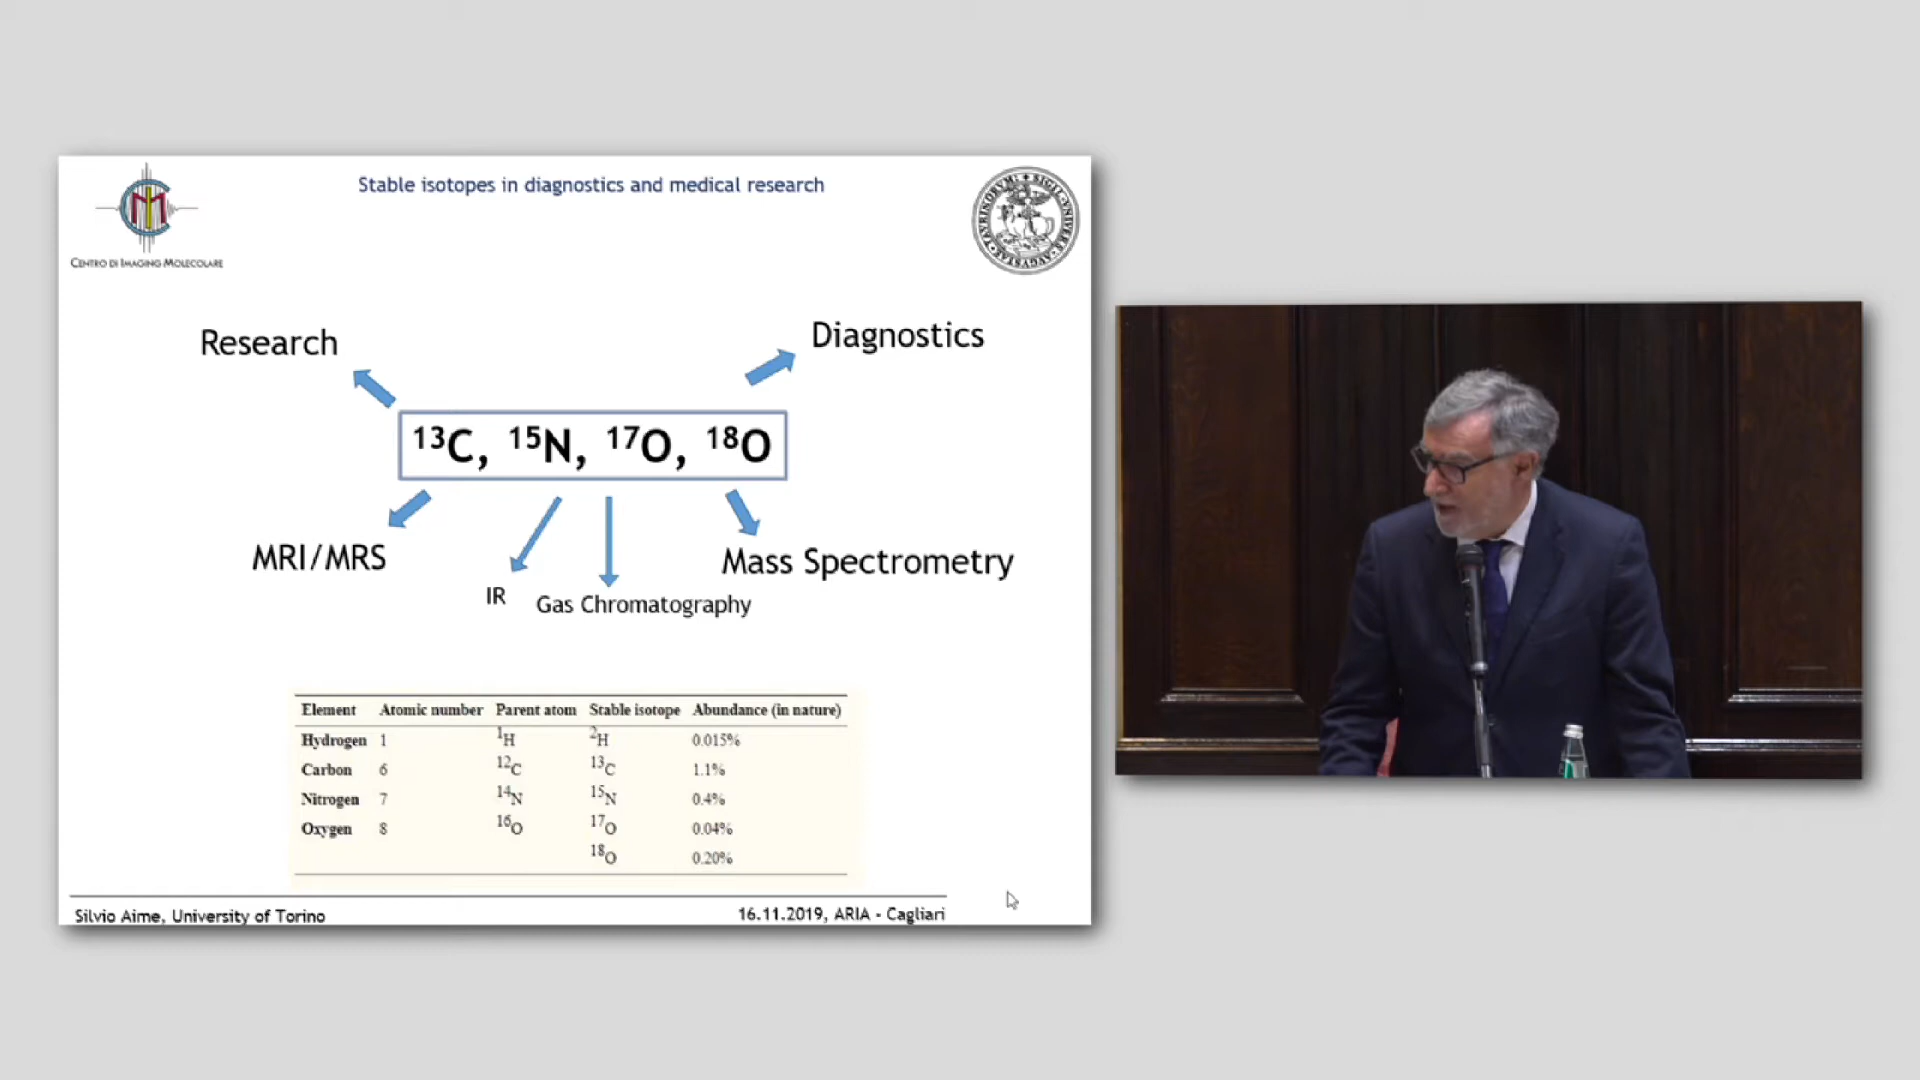 Stable isotopes in diagnostics and medical research
CENTRO DI IMAGING MOLECOLARE
Research
Diagnostics
¹³C, ¹⁵N, ¹⁷O, ¹⁸O
MRI/MRS
IR
Gas Chromatography
Mass Spectrometry
Element Atomic number Parent atom Stable isotope Abundance (in nature)
Hydrogen 1 ¹H ²H 0.015%
Carbon 6 ¹²C ¹³C 1.1%
Nitrogen 7 ¹⁴N ¹⁵N 0.4%
Oxygen 8 ¹⁶O ¹⁷O 0.04%
¹⁸O 0.20%
Silvio Aime, University of Torino
16.11.2019, ARIA - Cagliari